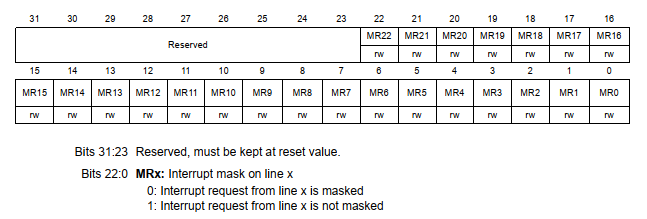 31 30 29 28 27 26 25 24 23 22 21 20 19 18 17 16
Reserved MR22 MR21 MR20 MR19 MR18 MR17 MR16
rw rw rw rw rw rw rw
15 14 13 12 11 10 9 8 7 6 5 4 3 2 1 0
MR15 MR14 MR13 MR12 MR11 MR10 MR9 MR8 MR7 MR6 MR5 MR4 MR3 MR2 MR1 MR0
rw rw rw rw rw rw rw rw rw rw rw rw rw rw rw rw
Bits 31:23 Reserved, must be kept at reset value.
Bits 22:0 MRx: Interrupt mask on line x
0: Interrupt request from line x is masked
1: Interrupt request from line x is not masked